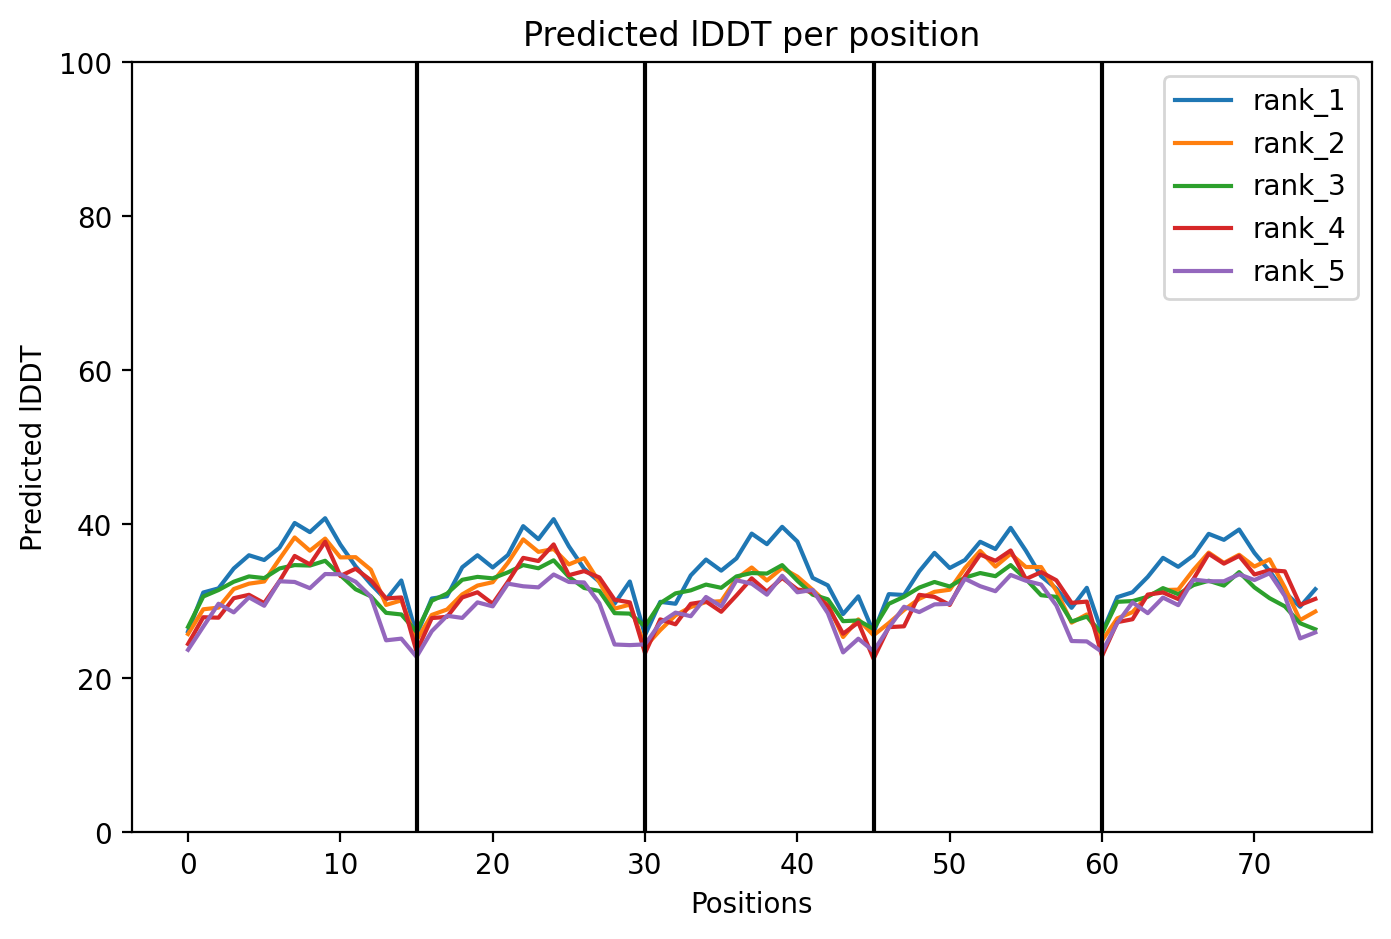 Predicted lDDT per position
100
80
60
40
20
0
Predicted lDDT
rank_1
rank_2
rank_3
rank_4
rank_5
0 10 20 30 40 50 60 70
Positions